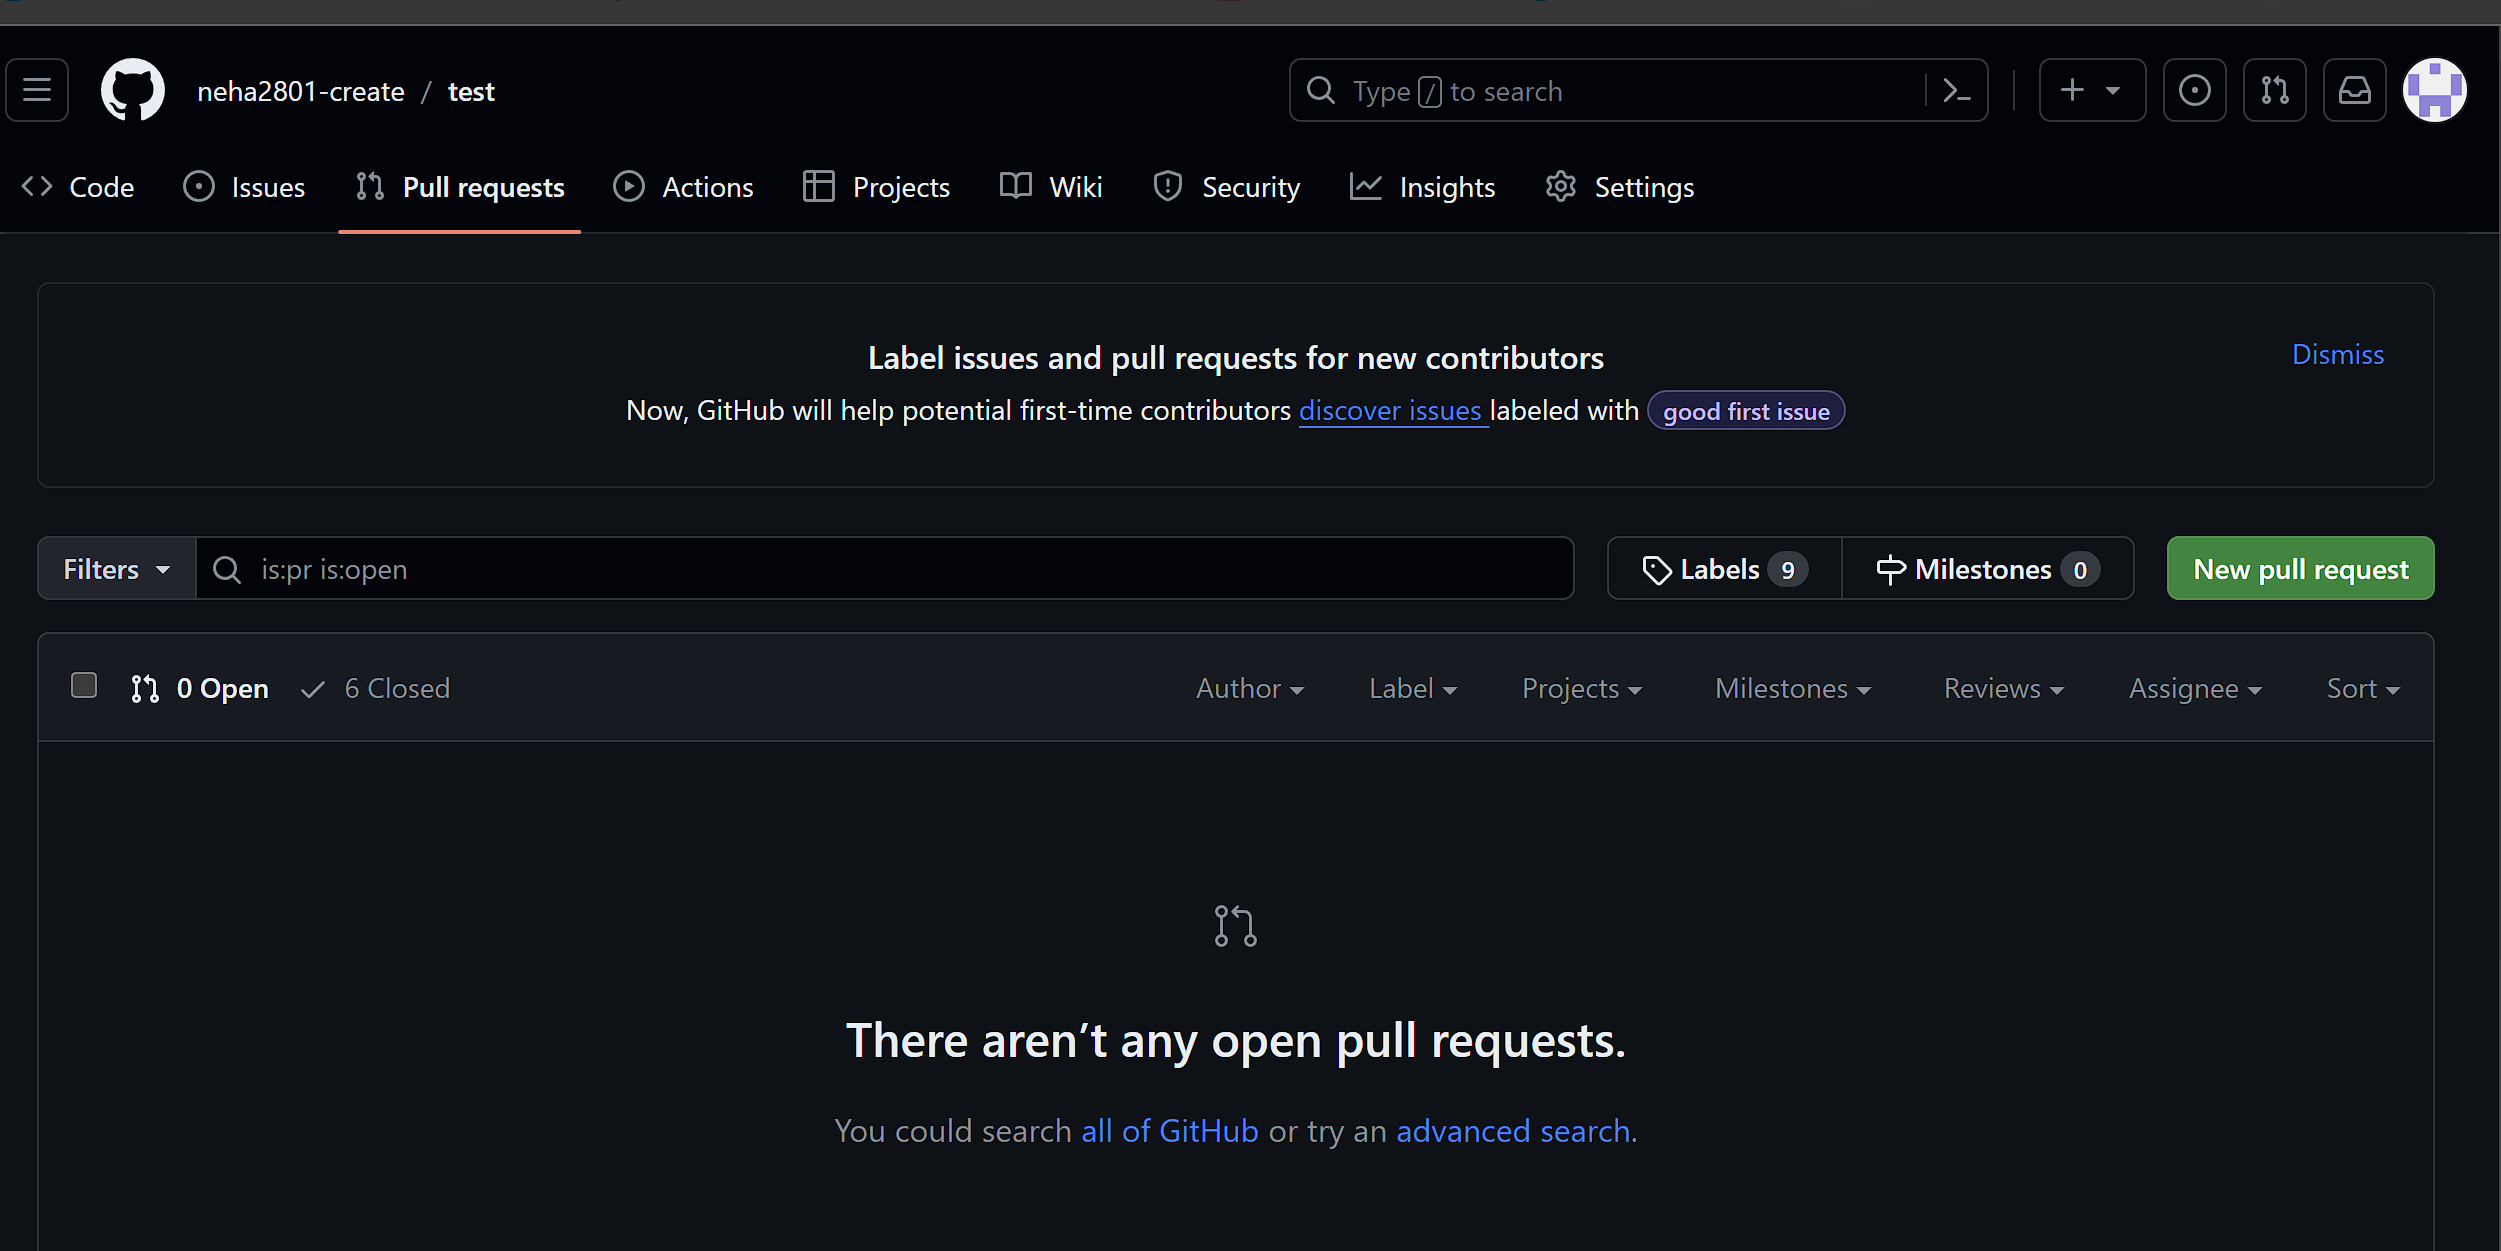 neha2801-create / test
Type / to search
Code Issues Pull requests Actions Projects Wiki Security Insights Settings
Label issues and pull requests for new contributors
Dismiss
Now, GitHub will help potential first-time contributors discover issues labeled with good first issue
Filters is:pr is:open Labels 9 Milestones 0 New pull request
0 Open 6 Closed Author Label Projects Milestones Reviews Assignee Sort
There aren’t any open pull requests.
You could search all of GitHub or try an advanced search.